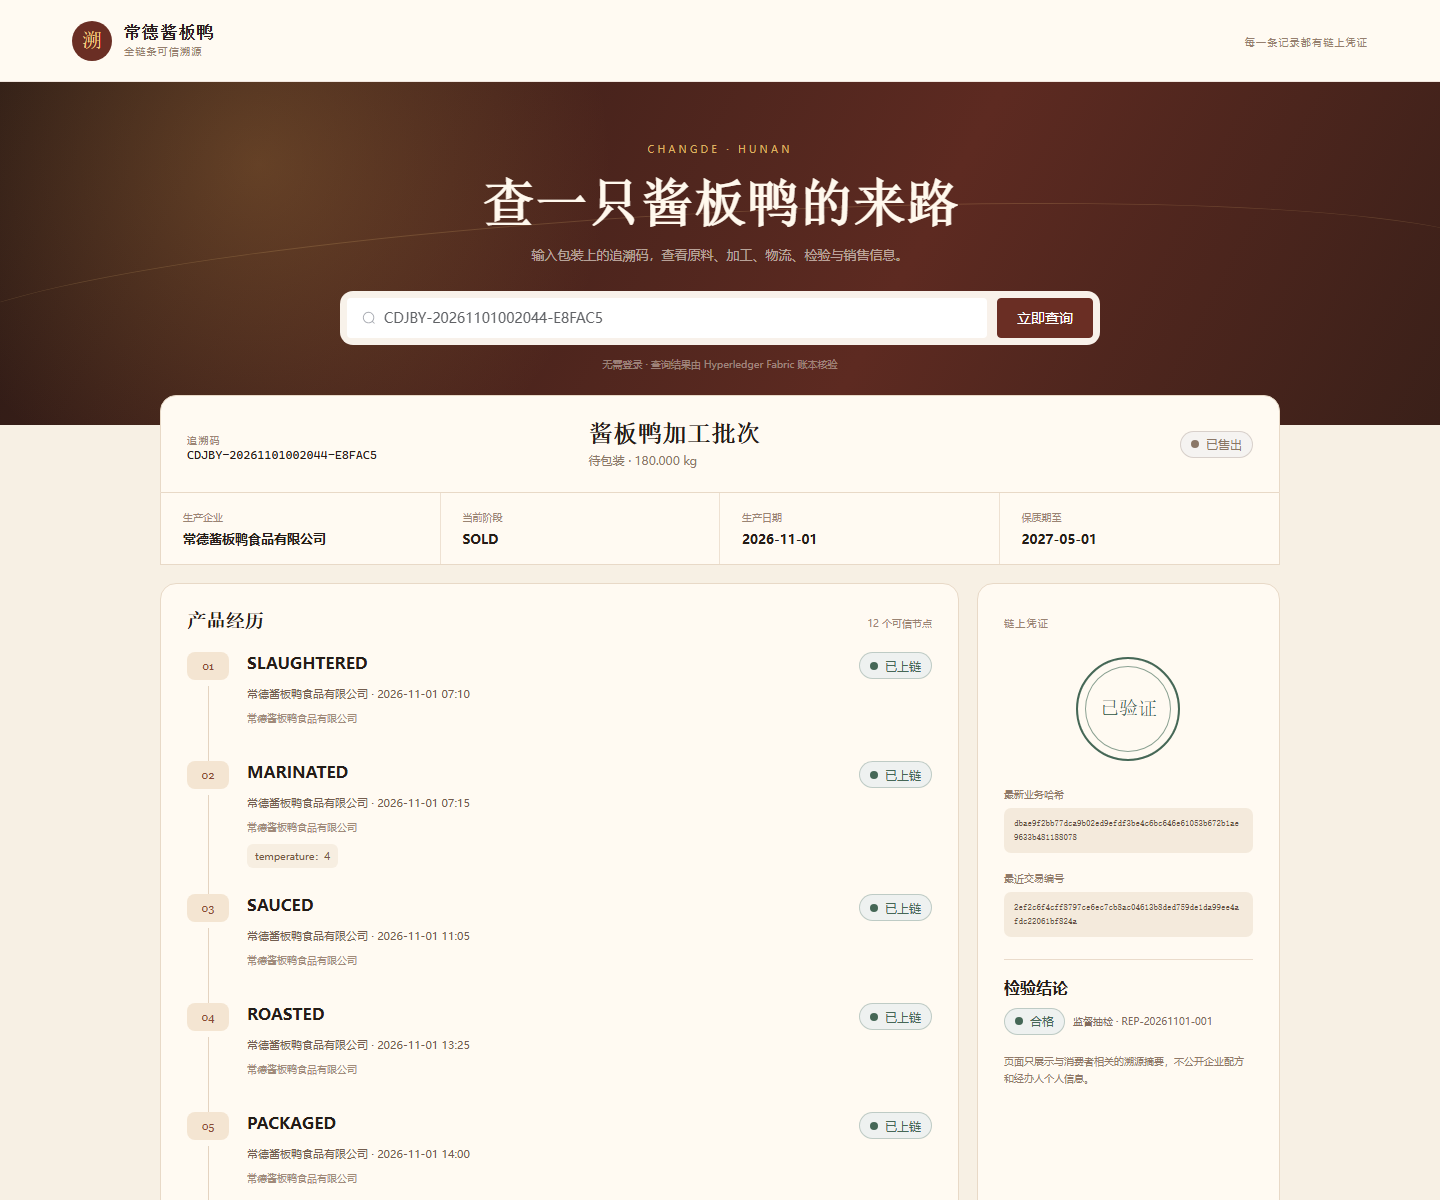 溯
常德酱板鸭
全链条可信溯源
每一条记录都有链上凭证
CHANGDE · HUNAN
查一只酱板鸭的来路
输入包装上的追溯码，查看原料、加工、物流、检验与销售信息。
CDJBY-20261101002044-E8FAC5
立即查询
无需登录 · 查询结果由 Hyperledger Fabric 账本核验
追溯码
CDJBY-20261101002044-E8FAC5
酱板鸭加工批次
待包装 · 180.000 kg
已售出
生产企业
常德酱板鸭食品有限公司
当前阶段
SOLD
生产日期
2026-11-01
保质期至
2027-05-01
产品经历
12 个可信节点
01
SLAUGHTERED
已上链
常德酱板鸭食品有限公司 · 2026-11-01 07:10
常德酱板鸭食品有限公司
02
MARINATED
已上链
常德酱板鸭食品有限公司 · 2026-11-01 07:15
常德酱板鸭食品有限公司
temperature: 4
03
SAUCED
已上链
常德酱板鸭食品有限公司 · 2026-11-01 11:05
常德酱板鸭食品有限公司
04
ROASTED
已上链
常德酱板鸭食品有限公司 · 2026-11-01 13:25
常德酱板鸭食品有限公司
05
PACKAGED
已上链
常德酱板鸭食品有限公司 · 2026-11-01 14:00
常德酱板鸭食品有限公司
链上凭证
已验证
最新业务哈希
dbae9f2bb77dca9b02ed9efdf3be4c6bc646e61053b672b1ae
9633b481188078
最近交易编号
2ef2c6f4cff8797ce6ec7cb8ac04613b8ded759de1da99ee4a
fdc22061bf824a
检验结论
合格
监督抽检 · REP-20261101-001
页面只展示与消费者相关的溯源摘要，不公开企业配方
和经办人个人信息。